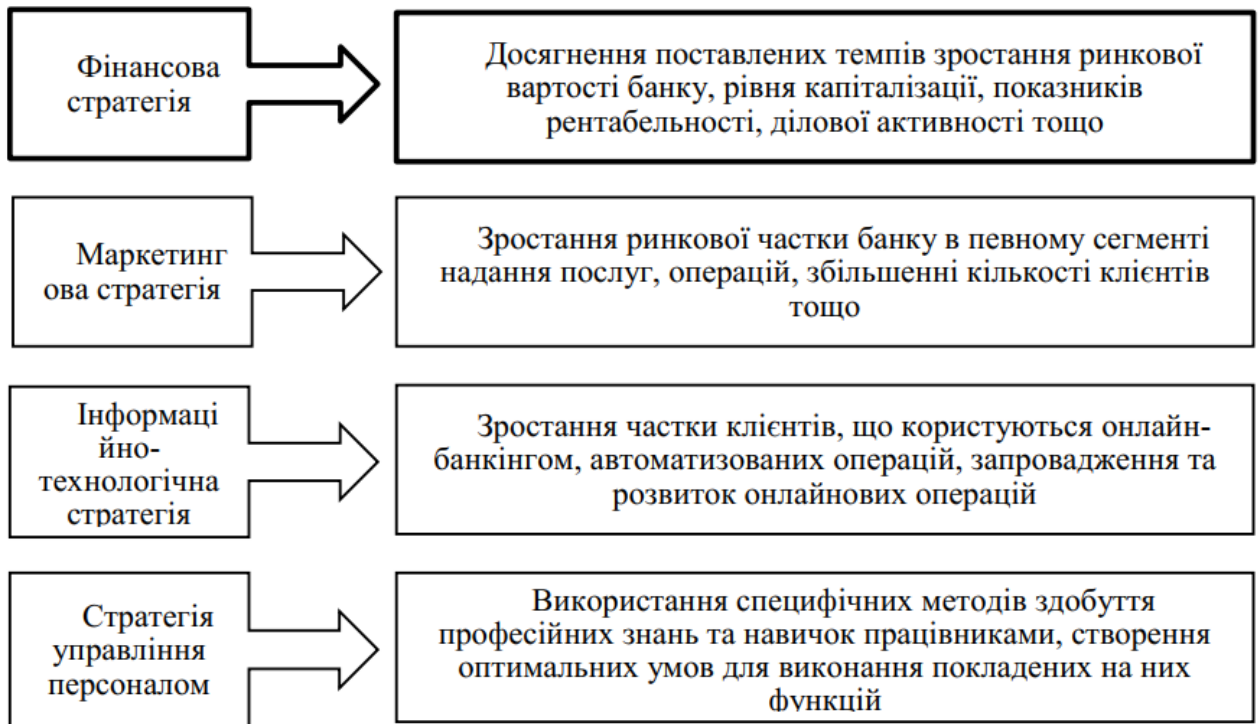 Фінансова
стратегія
Досягнення поставлених темпів зростання ринкової
вартості банку, рівня капіталізації, показників
рентабельності, ділової активності тощо
Маркетинг
ова стратегія
Зростання ринкової частки банку в певному сегменті
надання послуг, операцій, збільшенні кількості клієнтів
тощо
Інформаці
йно-
технологічна
стратегія
Зростання частки клієнтів, що користуються онлайн-
банкінгом, автоматизованих операцій, запровадження та
розвиток онлайнових операцій
Стратегія
управління
персоналом
Використання специфічних методів здобуття
професійних знань та навичок працівниками, створення
оптимальних умов для виконання покладених на них
функцій